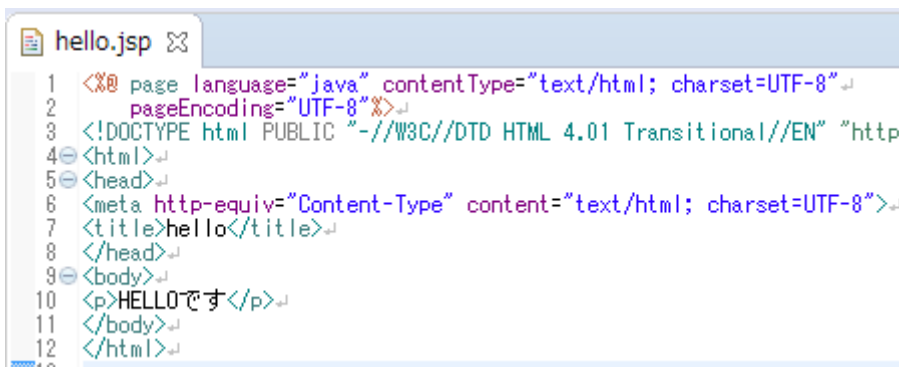 hello.jsp
1 <%@ page language="java" contentType="text/html; charset=UTF-8"
2 pageEncoding="UTF-8"%>
3 <!DOCTYPE html PUBLIC "-//W3C//DTD HTML 4.01 Transitional//EN" "http
4 <html>
5 <head>
6 <meta http-equiv="Content-Type" content="text/html; charset=UTF-8">
7 <title>hello</title>
8 </head>
9 <body>
10 <p>HELLOです</p>
11 </body>
12 </html>